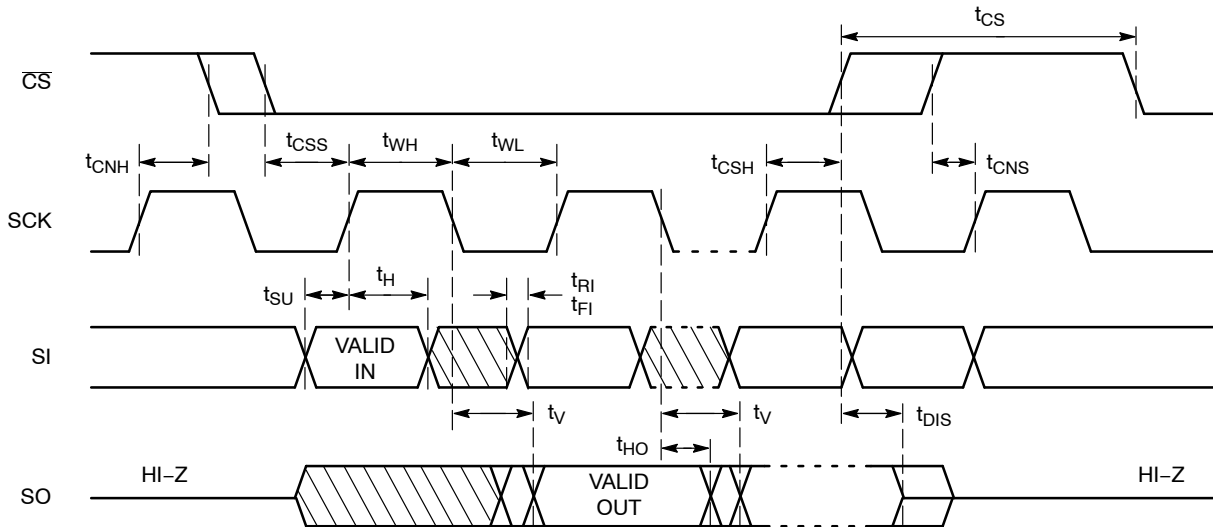 tCS
CS
tCNH
tCSS
tWH
tWL
tCSH
tCNS
SCK
tSU
tH
tRI
tFI
SI
VALID
IN
tV
tV
tDIS
tHO
HI–Z
VALID
OUT
HI–Z
SO